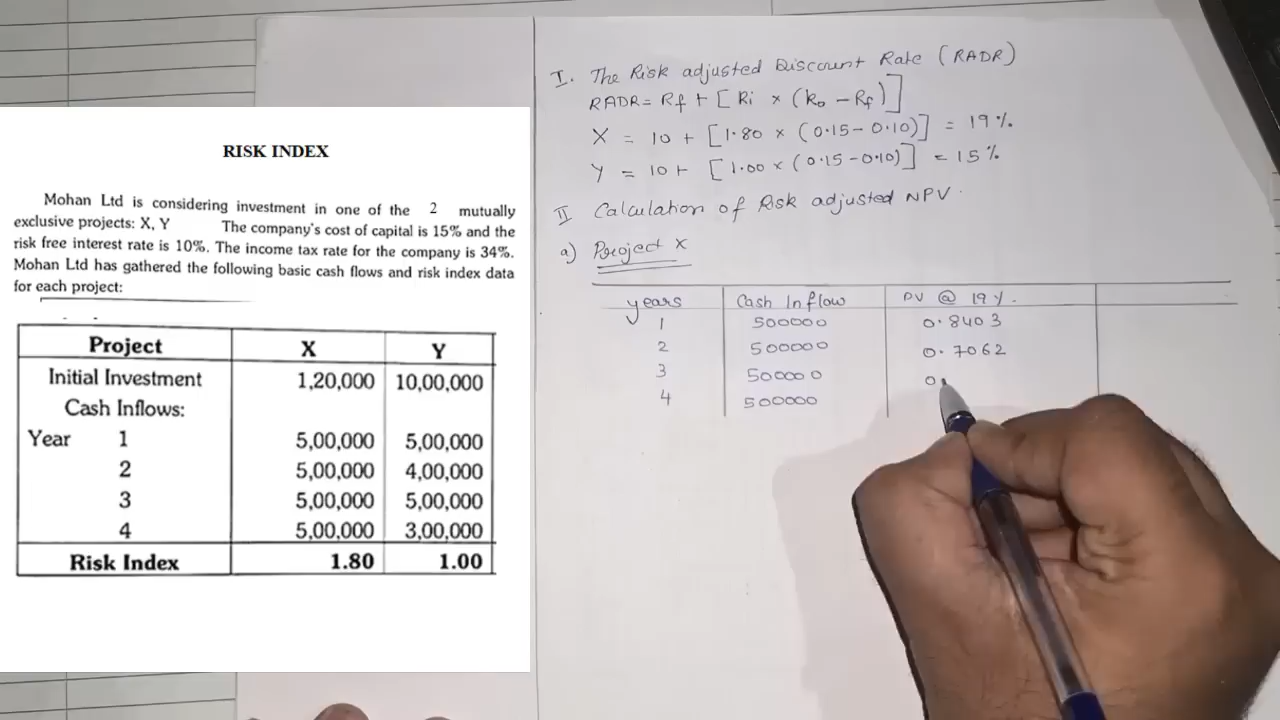 RISK INDEX
Mohan Ltd is considering investment in one of the 2 mutually
exclusive projects: X, Y The company's cost of capital is 15% and the
risk free interest rate is 10%. The income tax rate for the company is 34%.
Mohan Ltd has gathered the following basic cash flows and risk index data
for each project:
Project X Y
Initial Investment 1,20,000 10,00,000
Cash Inflows:
Year 1 5,00,000 5,00,000
2 5,00,000 4,00,000
3 5,00,000 5,00,000
4 5,00,000 3,00,000
Risk Index 1.80 1.00
I. The Risk adjusted Discount Rate (RADR)
RADR = Rf + [Ri × (ko - Rf)]
X = 10 + [1.80 × (0.15 - 0.10)] = 19%
Y = 10 + [1.00 × (0.15 - 0.10)] = 15%
II Calculation of Risk adjusted NPV.
a) Project X
years Cash Inflow PV @ 19%.
1 500000 0.8403
2 500000 0.7062
3 500000 0.
4 500000